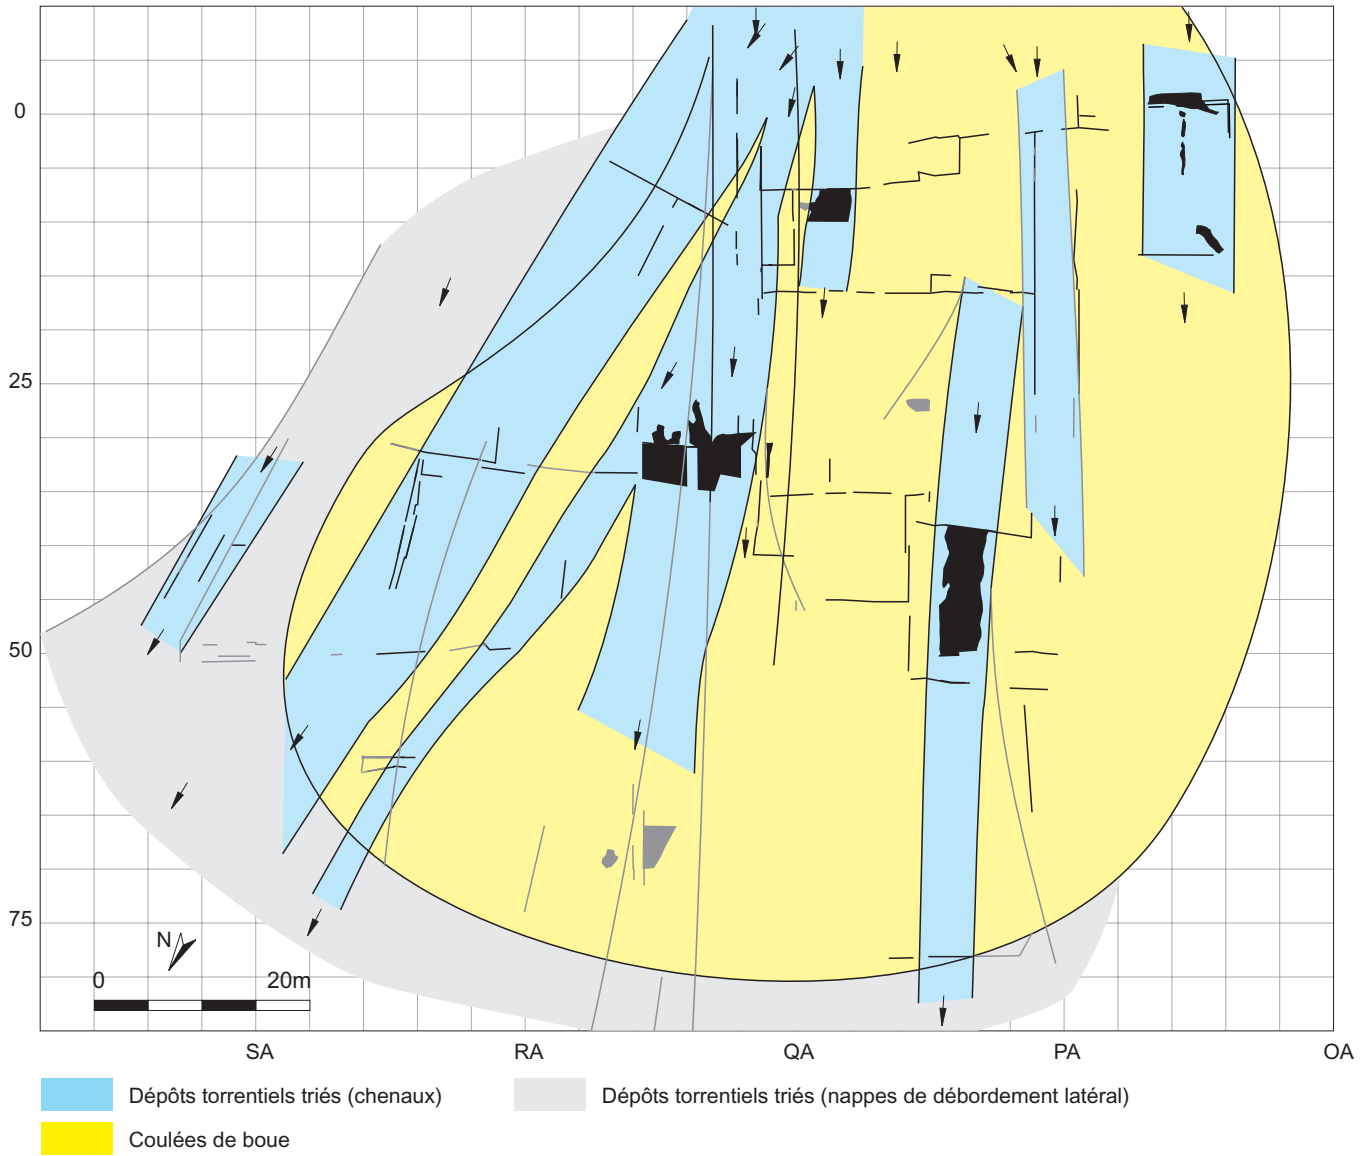 0
25
50
75
N
0 20m
SA RA QA PA OA
Dépôts torrentiels triés (chenaux) Dépôts torrentiels triés (nappes de débordement latéral)
Coulées de boue